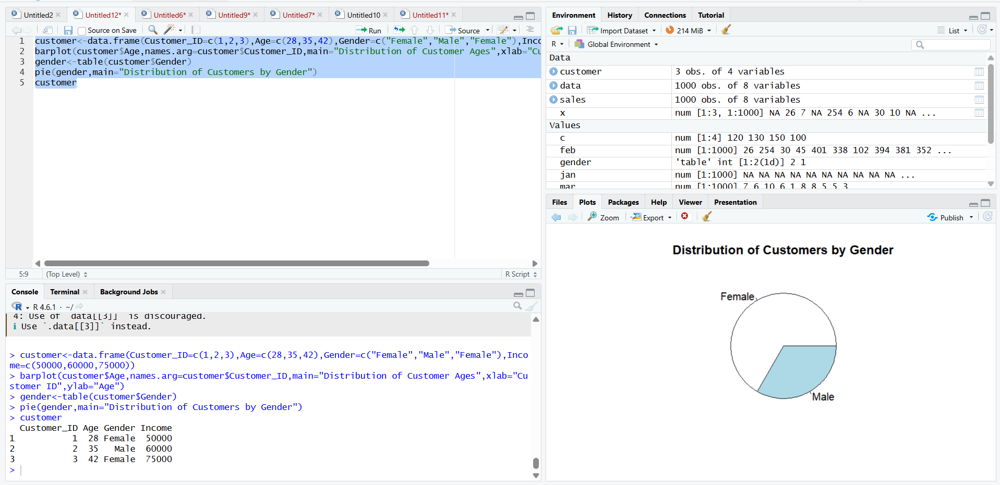 Untitled2
Untitled12*
Untitled6*
Untitled9*
Untitled7*
Untitled10
Untitled11*
Source on Save
Run
Source
1 customer<-data.frame(Customer_ID=c(1,2,3),Age=c(28,35,42),Gender=c("Female","Male","Female"),Inco
2 barplot(customer$Age,names.arg=customer$Customer_ID,main="Distribution of Customer Ages",xlab="Cu
3 gender<-table(customer$Gender)
4 pie(gender,main="Distribution of Customers by Gender")
5 customer
5:9 (Top Level) R Script
Console Terminal Background Jobs
R 4.6.1 · ~/
4: Use of `data[[3]]` is discouraged.
i Use `.data[[3]]` instead.
> customer<-data.frame(Customer_ID=c(1,2,3),Age=c(28,35,42),Gender=c("Female","Male","Female"),Inco
me=c(50000,60000,75000))
> barplot(customer$Age,names.arg=customer$Customer_ID,main="Distribution of Customer Ages",xlab="Cu
stomer ID",ylab="Age")
> gender<-table(customer$Gender)
> pie(gender,main="Distribution of Customers by Gender")
> customer
Customer_ID Age Gender Income
1 1 28 Female 50000
2 2 35 Male 60000
3 3 42 Female 75000
>
Environment History Connections Tutorial
Import Dataset 214 MiB List
R Global Environment
Data
customer 3 obs. of 4 variables
data 1000 obs. of 8 variables
sales 1000 obs. of 8 variables
x num [1:3, 1:1000] NA 26 7 NA 254 6 NA 30 10 NA ...
Values
c num [1:4] 120 130 150 100
feb num [1:1000] 26 254 30 45 401 338 102 394 381 352 ...
gender 'table' int [1:2(1d)] 2 1
jan num [1:1000] NA NA NA NA NA NA NA NA NA NA ...
mar num [1:1000] 7 6 10 6 1 8 8 5 5 3
Files Plots Packages Help Viewer Presentation
Zoom Export Publish
Distribution of Customers by Gender
Female
Male